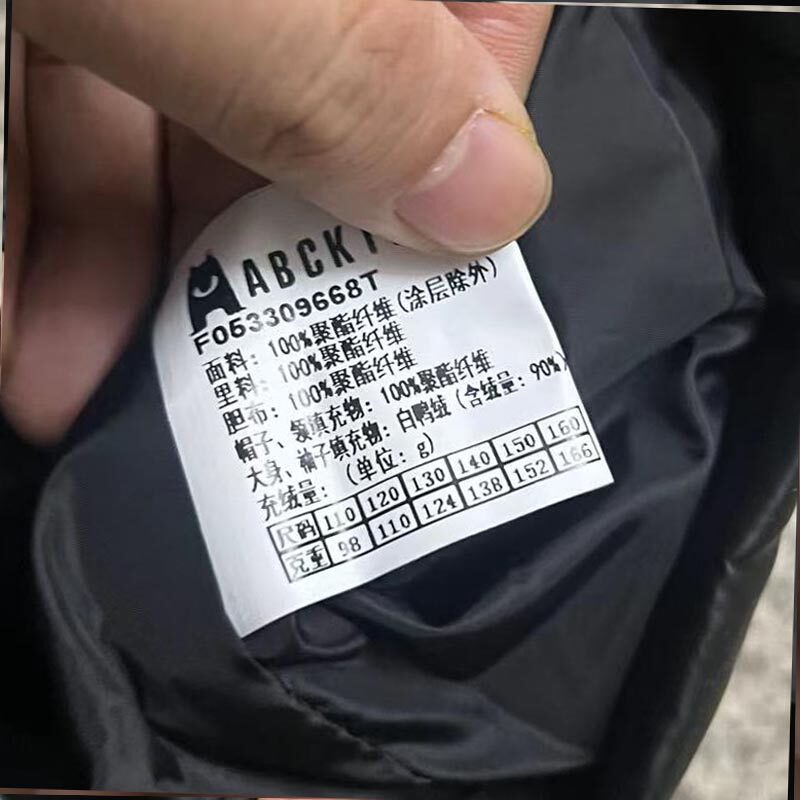 ABCK
F053309668T
面料：100%聚酯纤维(涂层除外)
里料：100%聚酯纤维
胆布：100%聚酯纤维
帽子、领填充物：100%聚酯纤维
大身、袖子填充物：白鸭绒(含绒量：90%)
充绒量：(单位：g)
尺码 110 120 130 140 150 160
克重 98 110 124 138 152 166